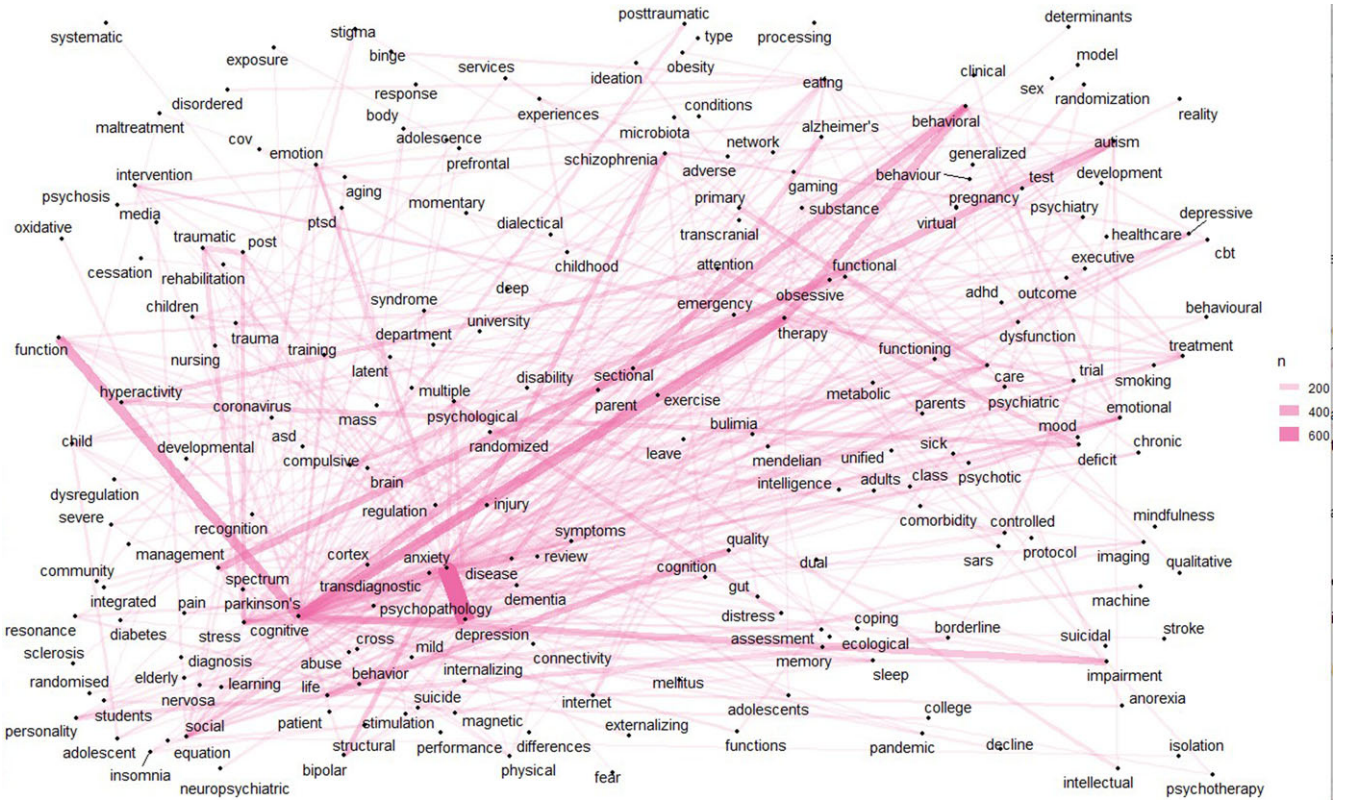 posttraumatic
determinants
systematic
stigma
type
processing
binge
exposure
services
ideation
obesity
model
clinical
eating
sex
response
disordered
conditions
randomization
reality
body
experiences
maltreatment
microbiota
behavioral
alzheimer's
cov
adolescence
network
autism
emotion
prefrontal
schizophrenia
adverse
generalized
intervention
behaviour
test
development
aging
gaming
psychosis
momentary
primary
pregnancy
media
substance
psychiatry
depressive
ptsd
dialectical
virtual
oxidative
traumatic
post
transcranial
healthcare
cbt
cessation
rehabilitation
childhood
attention
functional
executive
deep
obsessive
adhd
outcome
children
syndrome
emergency
behavioural
university
trauma
department
therapy
dysfunction
function
nursing
training
functioning
treatment
latent
disability
sectional
care
trial
smoking
hyperactivity
multiple
parent
exercise
metabolic
psychiatric
coronavirus
mass
psychological
parents
emotional
bulimia
mood
child
asd
developmental
randomized
leave
sick
chronic
compulsive
mendelian
unified
deficit
brain
intelligence
adults
class
psychotic
dysregulation
severe
regulation
injury
recognition
comorbidity
controlled
mindfulness
symptoms
management
cortex
anxiety
review
quality
protocol
imaging
community
spectrum
disease
cognition
dual
sars
qualitative
transdiagnostic
gut
integrated
pain
parkinson's
psychopathology
dementia
machine
distress
coping
resonance
diabetes
stress
cognitive
depression
assessment
borderline
suicidal
stroke
cross
mild
ecological
sclerosis
diagnosis
abuse
connectivity
memory
randomised
elderly
behavior
internalizing
sleep
impairment
learning
life
mellitus
nervosa
suicide
internet
anorexia
students
adolescents
college
personality
social
patient
stimulation
magnetic
externalizing
adolescent
equation
structural
performance
differences
functions
pandemic
decline
isolation
insomnia
bipolar
physical
fear
intellectual
psychotherapy
neuropsychiatric
n
200
400
600